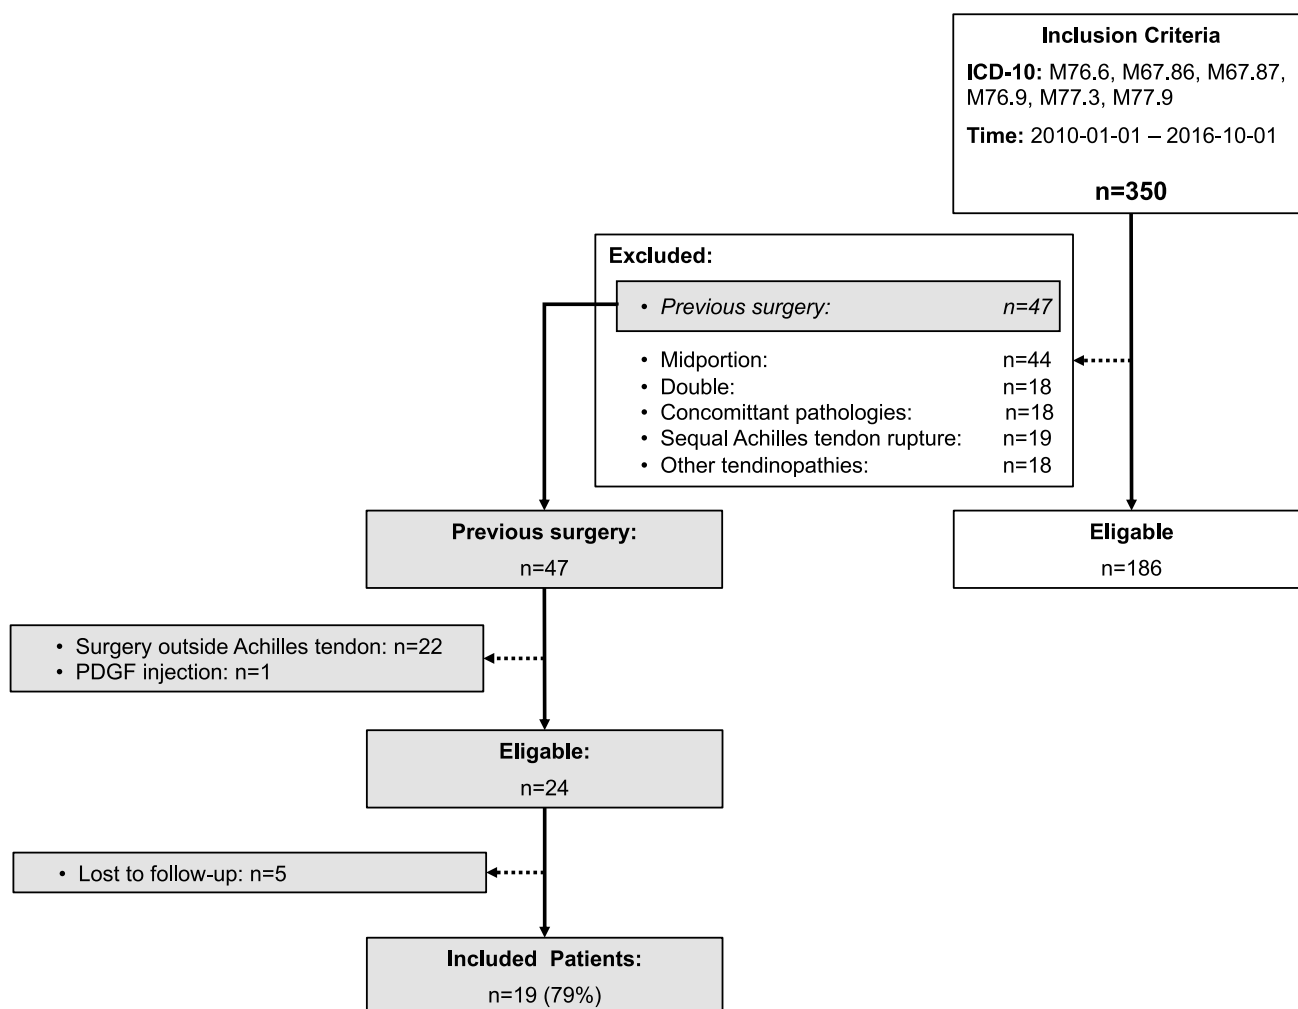 Inclusion Criteria
ICD-10: M76.6, M67.86, M67.87,
M76.9, M77.3, M77.9
Time: 2010-01-01 – 2016-10-01
n=350
Excluded:
• Previous surgery: n=47
• Midportion: n=44
• Double: n=18
• Concomittant pathologies: n=18
• Sequal Achilles tendon rupture: n=19
• Other tendinopathies: n=18
Previous surgery:
n=47
Eligable
n=186
• Surgery outside Achilles tendon: n=22
• PDGF injection: n=1
Eligable:
n=24
• Lost to follow-up: n=5
Included Patients:
n=19 (79%)